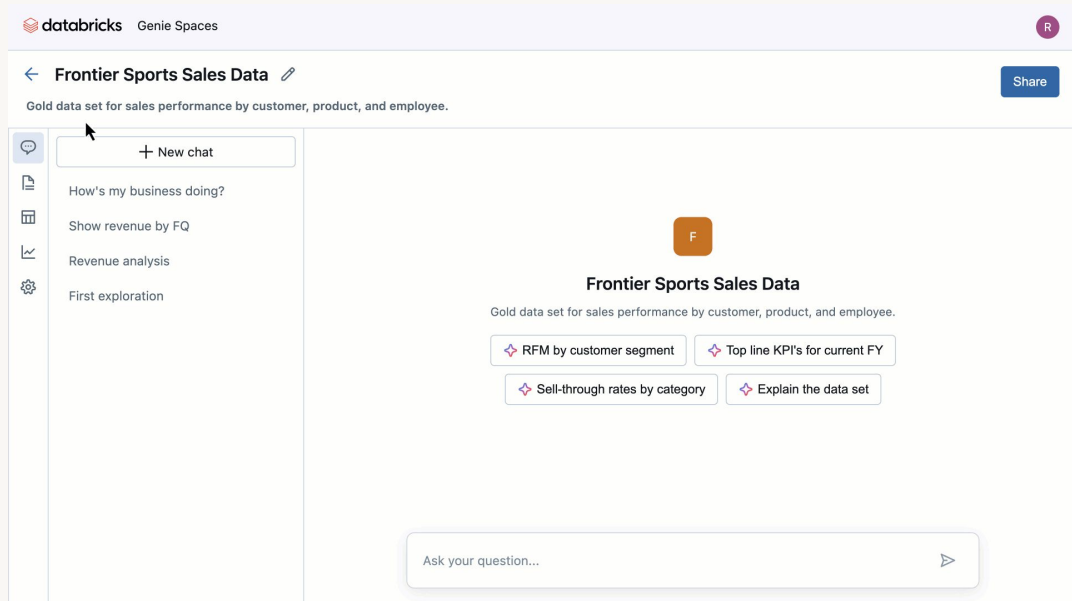 databricks Genie Spaces
R
Frontier Sports Sales Data
Share
Gold data set for sales performance by customer, product, and employee.
New chat
How's my business doing?
Show revenue by FQ
Revenue analysis
First exploration
F
Frontier Sports Sales Data
Gold data set for sales performance by customer, product, and employee.
RFM by customer segment
Top line KPI's for current FY
Sell-through rates by category
Explain the data set
Ask your question...